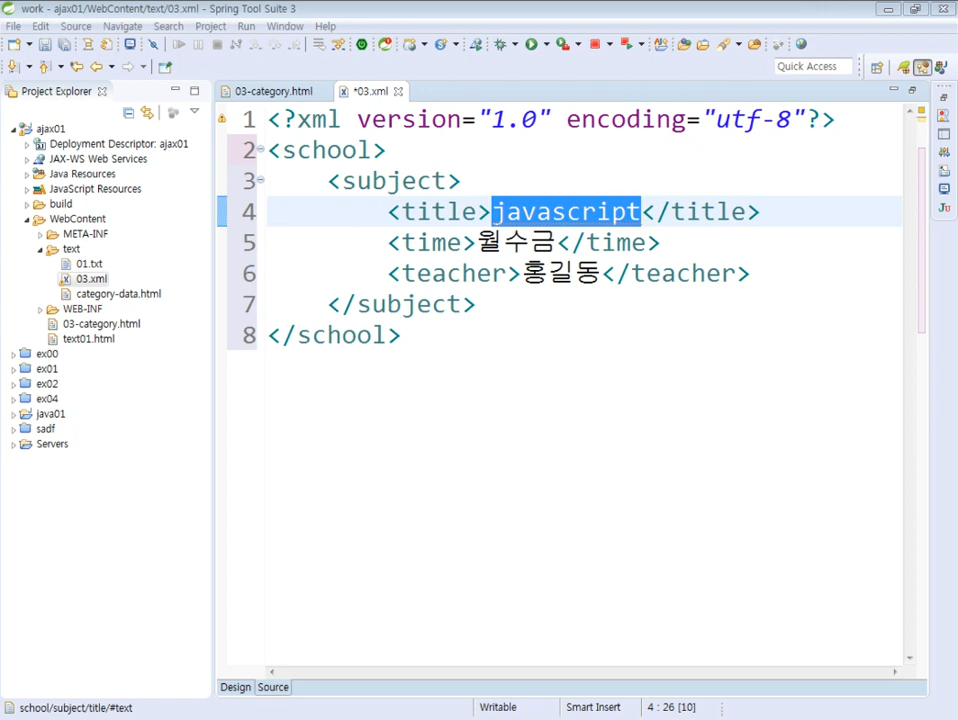 work - ajax01/WebContent/text/03.xml - Spring Tool Suite 3
File Edit Source Navigate Search Project Run Window Help
Quick Access
Project Explorer
03-category.html
*03.xml
ajax01
Deployment Descriptor: ajax01
JAX-WS Web Services
Java Resources
JavaScript Resources
build
WebContent
META-INF
text
01.txt
03.xml
category-data.html
WEB-INF
03-category.html
text01.html
ex00
ex01
ex02
ex04
java01
sadf
Servers
1 <?xml version="1.0" encoding="utf-8"?>
2 <school>
3 <subject>
4 <title>javascript</title>
5 <time>월수금</time>
6 <teacher>홍길동</teacher>
7 </subject>
8 </school>
Design Source
school/subject/title/#text
Writable
Smart Insert
4 : 26 [10]